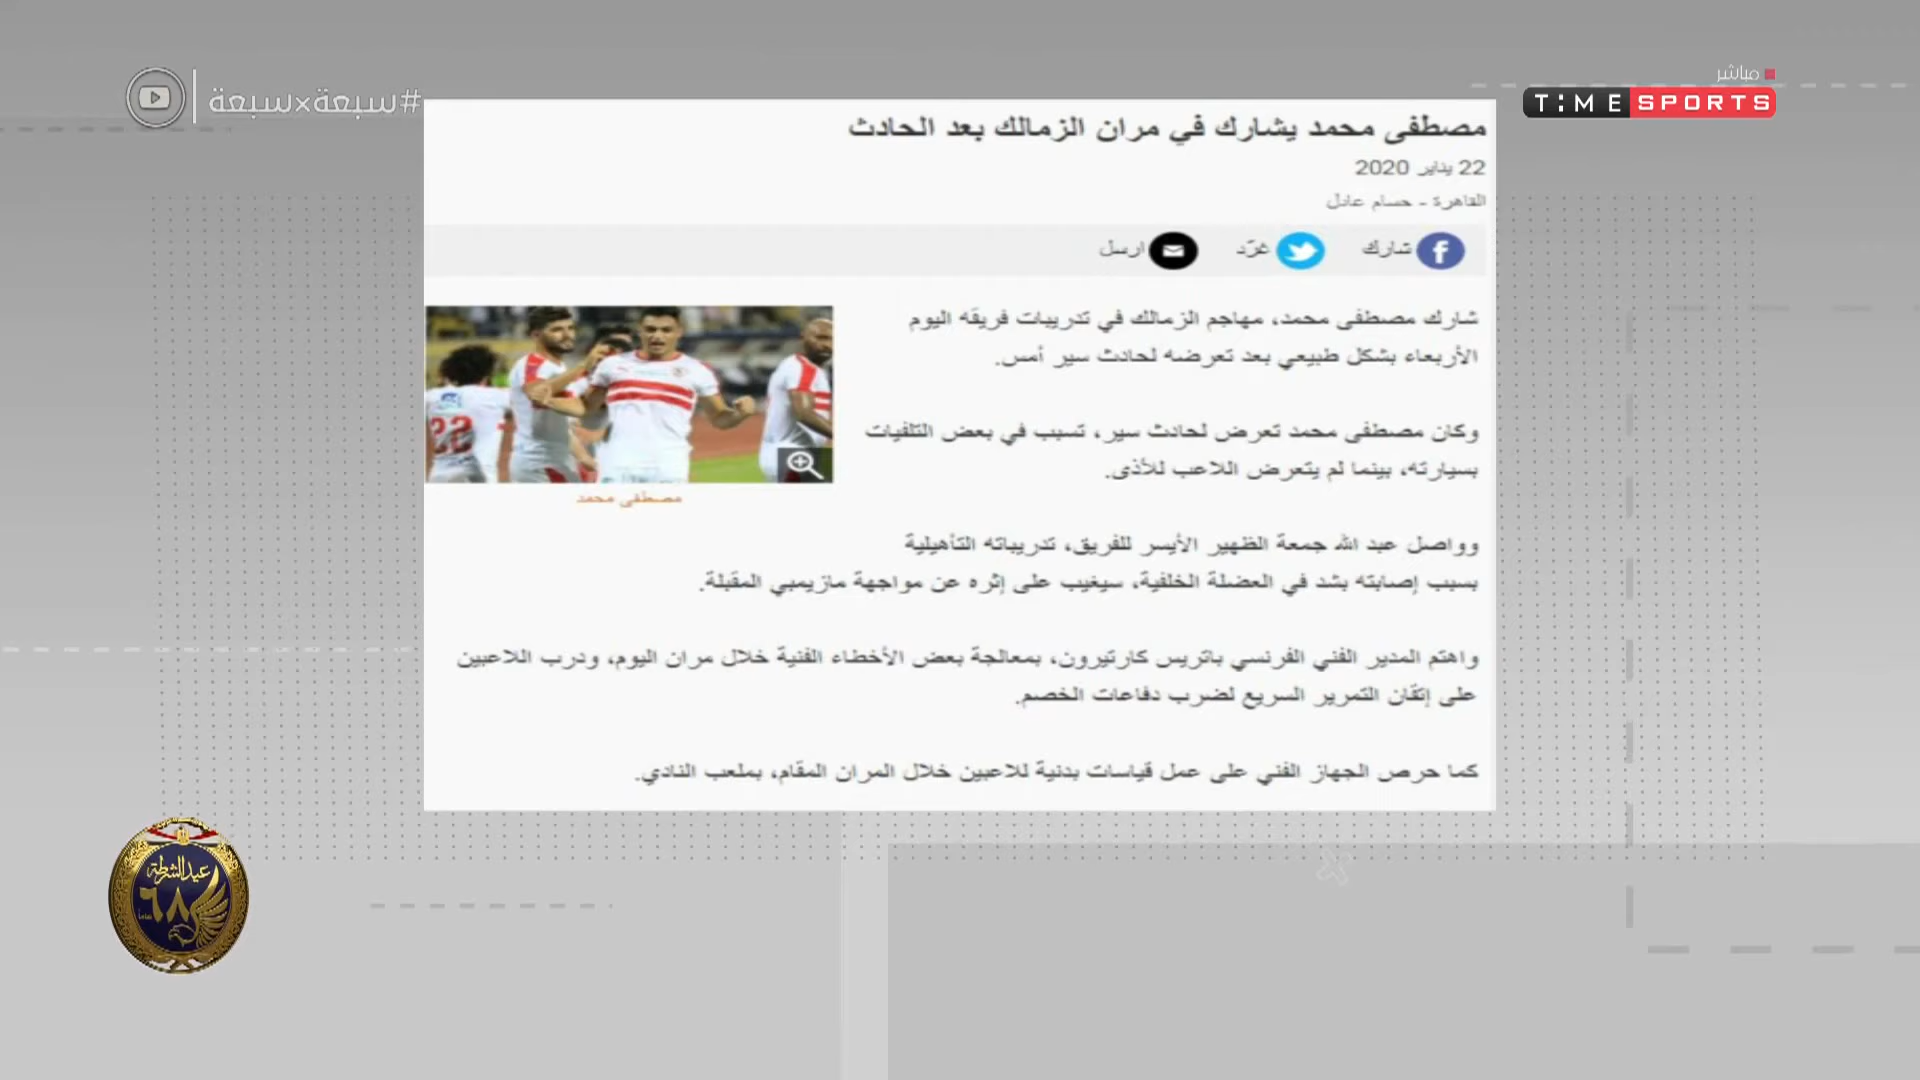 #سبعة×سبعة
مباشر
TIME SPORTS
مصطفى محمد يشارك في مران الزمالك بعد الحادث
22 يناير 2020
القاهرة - حسام عادل
شارك
غرّد
ارسل
شارك مصطفى محمد، مهاجم الزمالك في تدريبات فريقه اليوم
الأربعاء بشكل طبيعي بعد تعرضه لحادث سير أمس.
وكان مصطفى محمد تعرض لحادث سير، تسبب في بعض التلفيات
بسيارته، بينما لم يتعرض اللاعب للأذى.
22
مصطفى محمد
وواصل عبد الله جمعة الظهير الأيسر للفريق، تدريباته التأهيلية
بسبب إصابته بشد في العضلة الخلفية، سيغيب على إثره عن مواجهة مازيمبي المقبلة.
واهتم المدير الفني الفرنسي باتريس كارتيرون، بمعالجة بعض الأخطاء الفنية خلال مران اليوم، ودرب اللاعبين
على إتقان التمرير السريع لضرب دفاعات الخصم.
كما حرص الجهاز الفني على عمل قياسات بدنية للاعبين خلال المران المقام، بملعب النادي.
عيد الشرطة
٦٨
عاماً